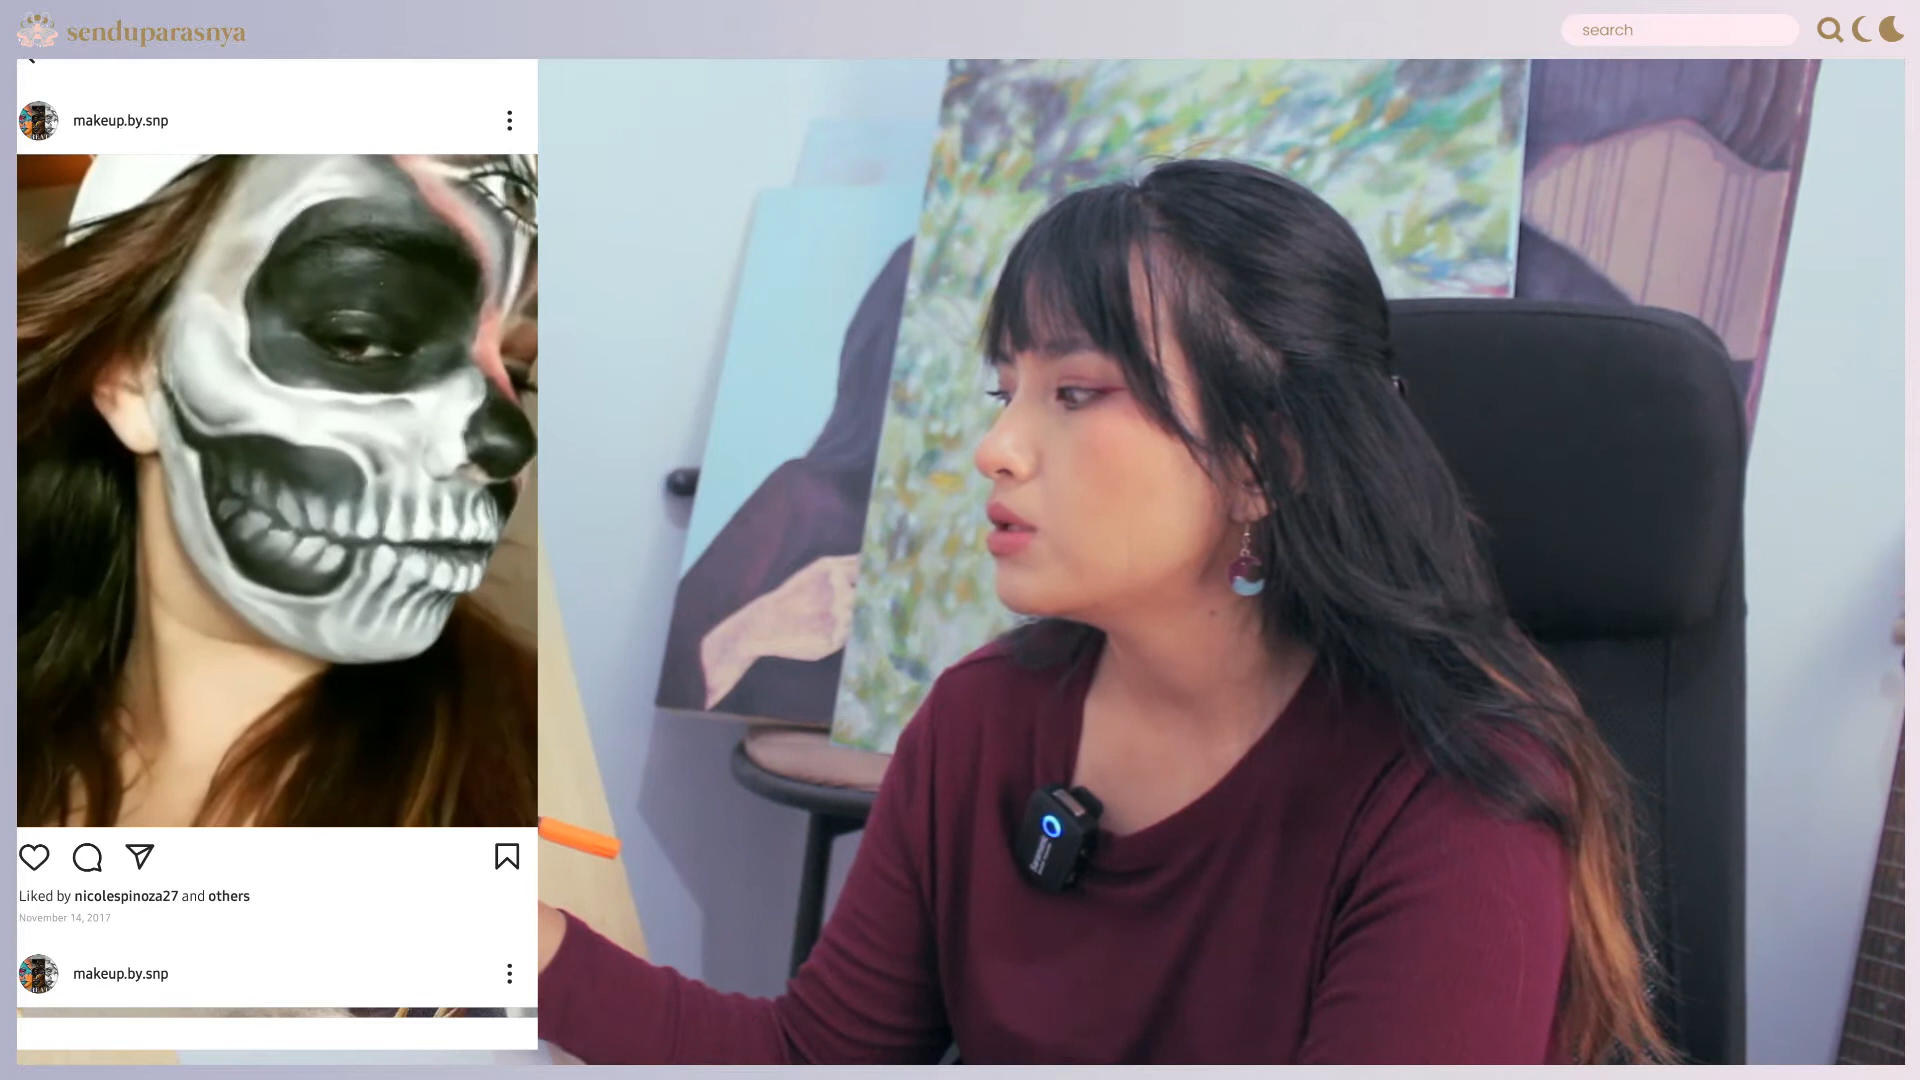 senduparasnya
search
makeup.by.snp
Liked by nicolespinoza27 and others
November 14, 2017
makeup.by.snp